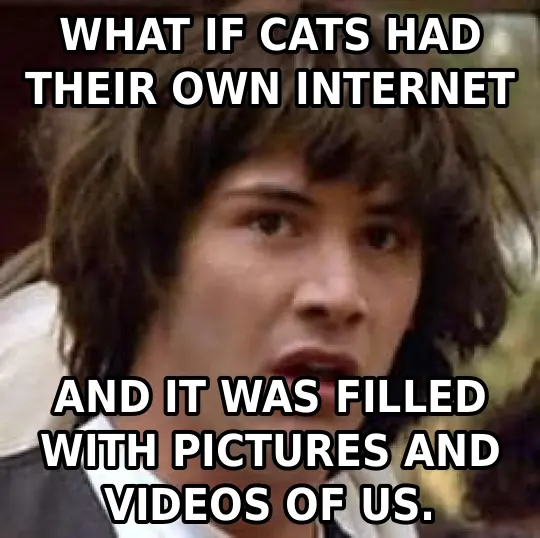 WHAT IF CATS HAD
THEIR OWN INTERNET
AND IT WAS FILLED
WITH PICTURES AND
VIDEOS OF US.